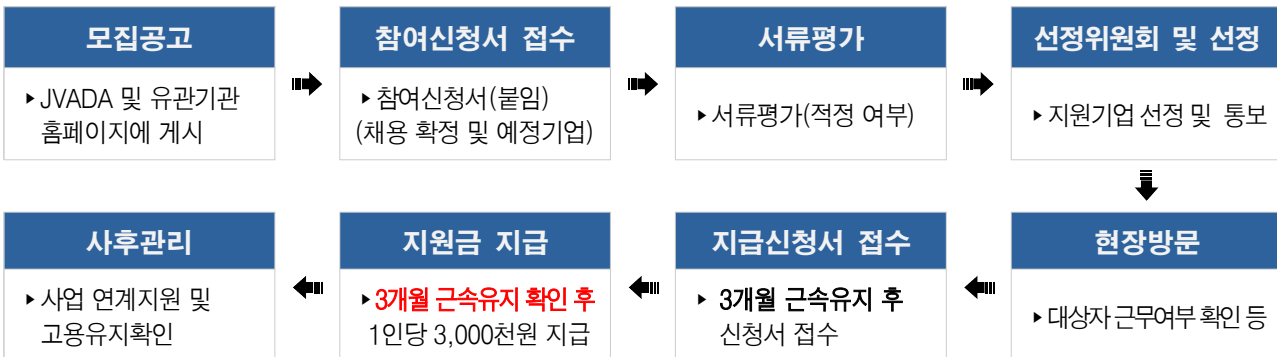 모집공고
▸JVADA 및 유관기관
홈페이지에 게시
참여신청서 접수
▸참여신청서(붙임)
(채용 확정 및 예정기업)
서류평가
▸서류평가(적정 여부)
선정위원회 및 선정
▸지원기업 선정 및 통보
현장방문
▸대상자 근무여부 확인 등
지급신청서 접수
▸ 3개월 근속유지 후
신청서 접수
지원금 지급
▸3개월 근속유지 확인 후
1인당 3,000천원 지급
사후관리
▸사업 연계지원 및
고용유지확인